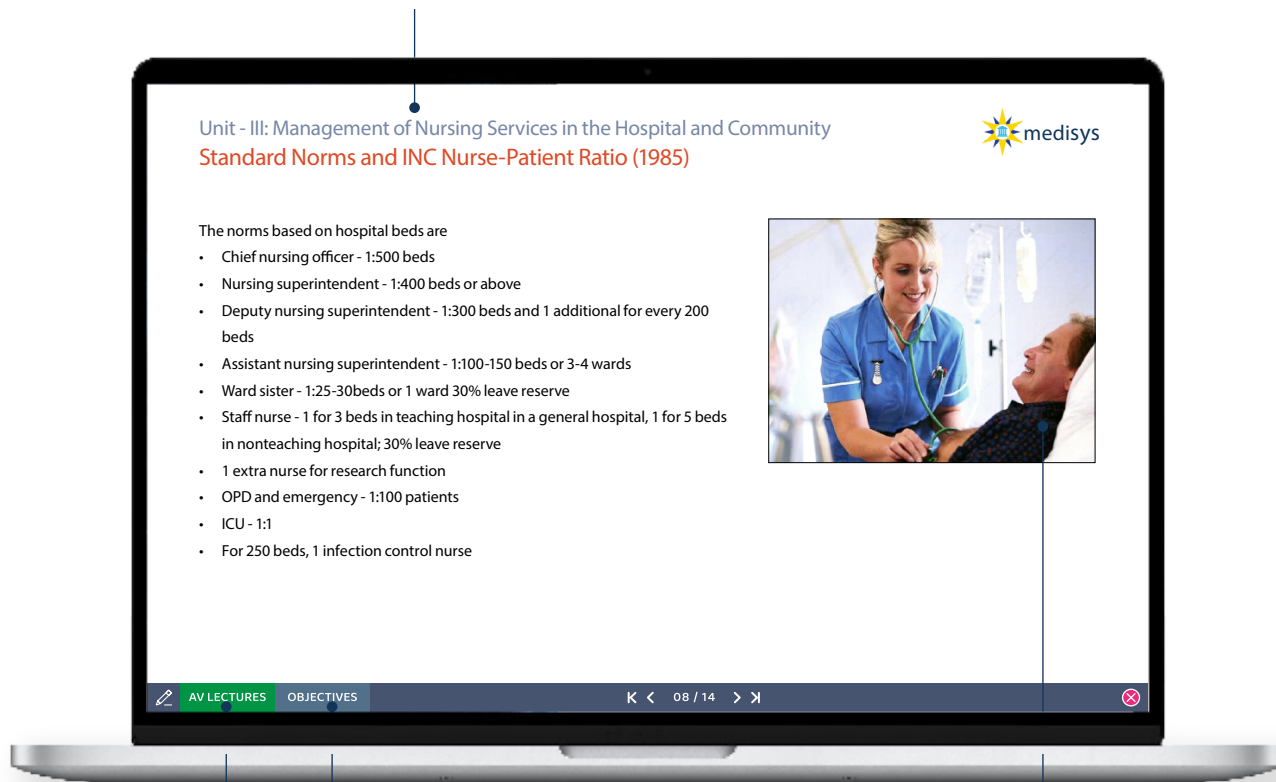 Unit - III: Management of Nursing Services in the Hospital and Community
Standard Norms and INC Nurse-Patient Ratio (1985)
medisys
The norms based on hospital beds are
• Chief nursing officer - 1:500 beds
• Nursing superintendent - 1:400 beds or above
• Deputy nursing superintendent - 1:300 beds and 1 additional for every 200
beds
• Assistant nursing superintendent - 1:100-150 beds or 3-4 wards
• Ward sister - 1:25-30beds or 1 ward 30% leave reserve
• Staff nurse - 1 for 3 beds in teaching hospital in a general hospital, 1 for 5 beds
in nonteaching hospital; 30% leave reserve
• 1 extra nurse for research function
• OPD and emergency - 1:100 patients
• ICU - 1:1
• For 250 beds, 1 infection control nurse
AV LECTURES OBJECTIVES 08 / 14